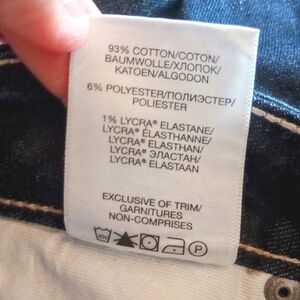 93% COTTON/COTON/
BAUMWOLLE/ХЛОПОК/
KATOEN/ALGODON
6% POLYESTER/ПОЛИЭСТЕР/
POLIESTER
1% LYCRA® ELASTANE/
LYCRA® ÉLASTHANNE/
LYCRA® ELASTHAN/
LYCRA® ЭЛАСТАН/
LYCRA® ELASTAAN
EXCLUSIVE OF TRIM/
GARNITURES
NON-COMPRISES
P